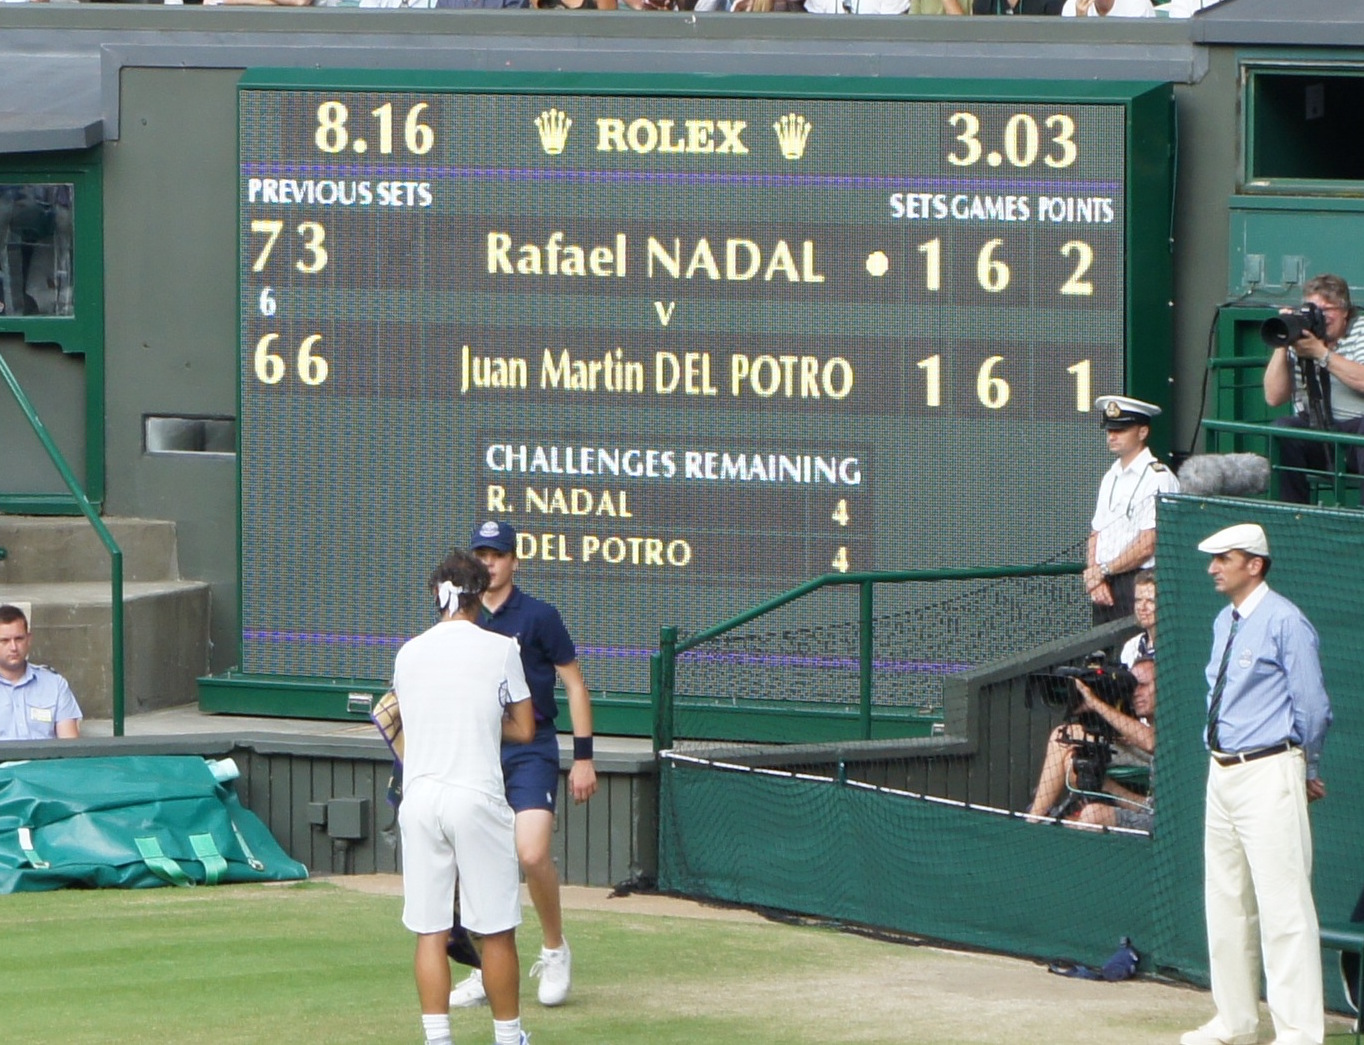 8.16 ROLEX 3.03
PREVIOUS SETS SETS GAMES POINTS
7 3 Rafael NADAL 1 6 2
6 v
6 6 Juan Martin DEL POTRO 1 6 1
CHALLENGES REMAINING
R. NADAL 4
DEL POTRO 4